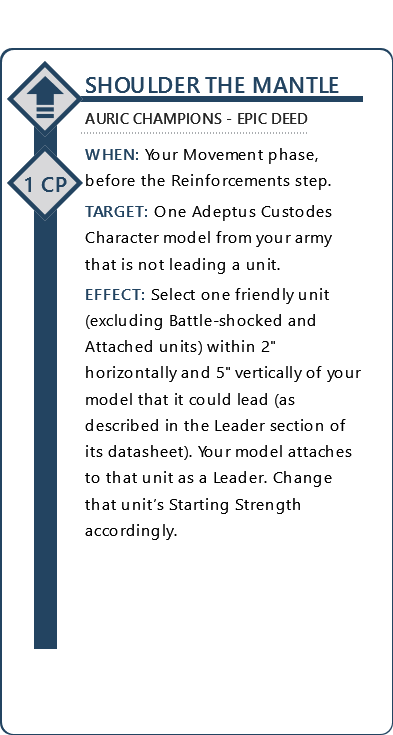 SHOULDER THE MANTLE
AURIC CHAMPIONS - EPIC DEED
1 CP
WHEN: Your Movement phase,
before the Reinforcements step.
TARGET: One Adeptus Custodes
Character model from your army
that is not leading a unit.
EFFECT: Select one friendly unit
(excluding Battle-shocked and
Attached units) within 2"
horizontally and 5" vertically of your
model that it could lead (as
described in the Leader section of
its datasheet). Your model attaches
to that unit as a Leader. Change
that unit’s Starting Strength
accordingly.